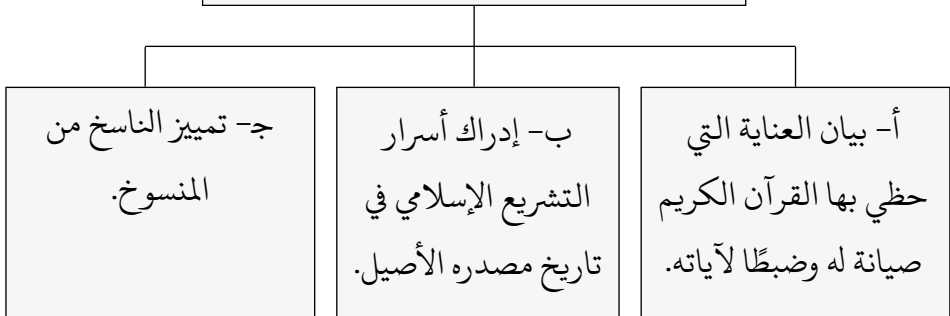 أ- بيان العناية التي
حظي بها القرآن الكريم
صيانة له وضبطًا لآياته.
ب- إدراك أسرار
التشريع الإسلامي في
تاريخ مصدره الأصيل.
ج- تمييز الناسخ من
المنسوخ.